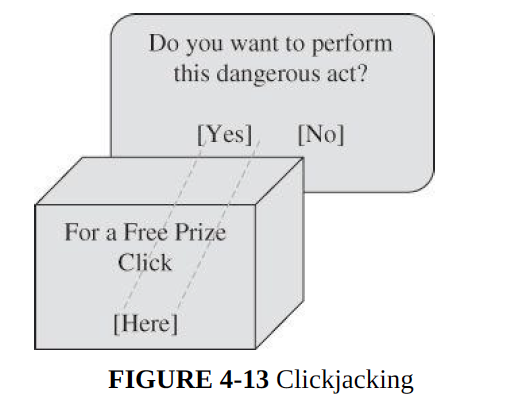 Do you want to perform
this dangerous act?
[Yes] [No]
For a Free Prize
Click
[Here]
FIGURE 4-13 Clickjacking